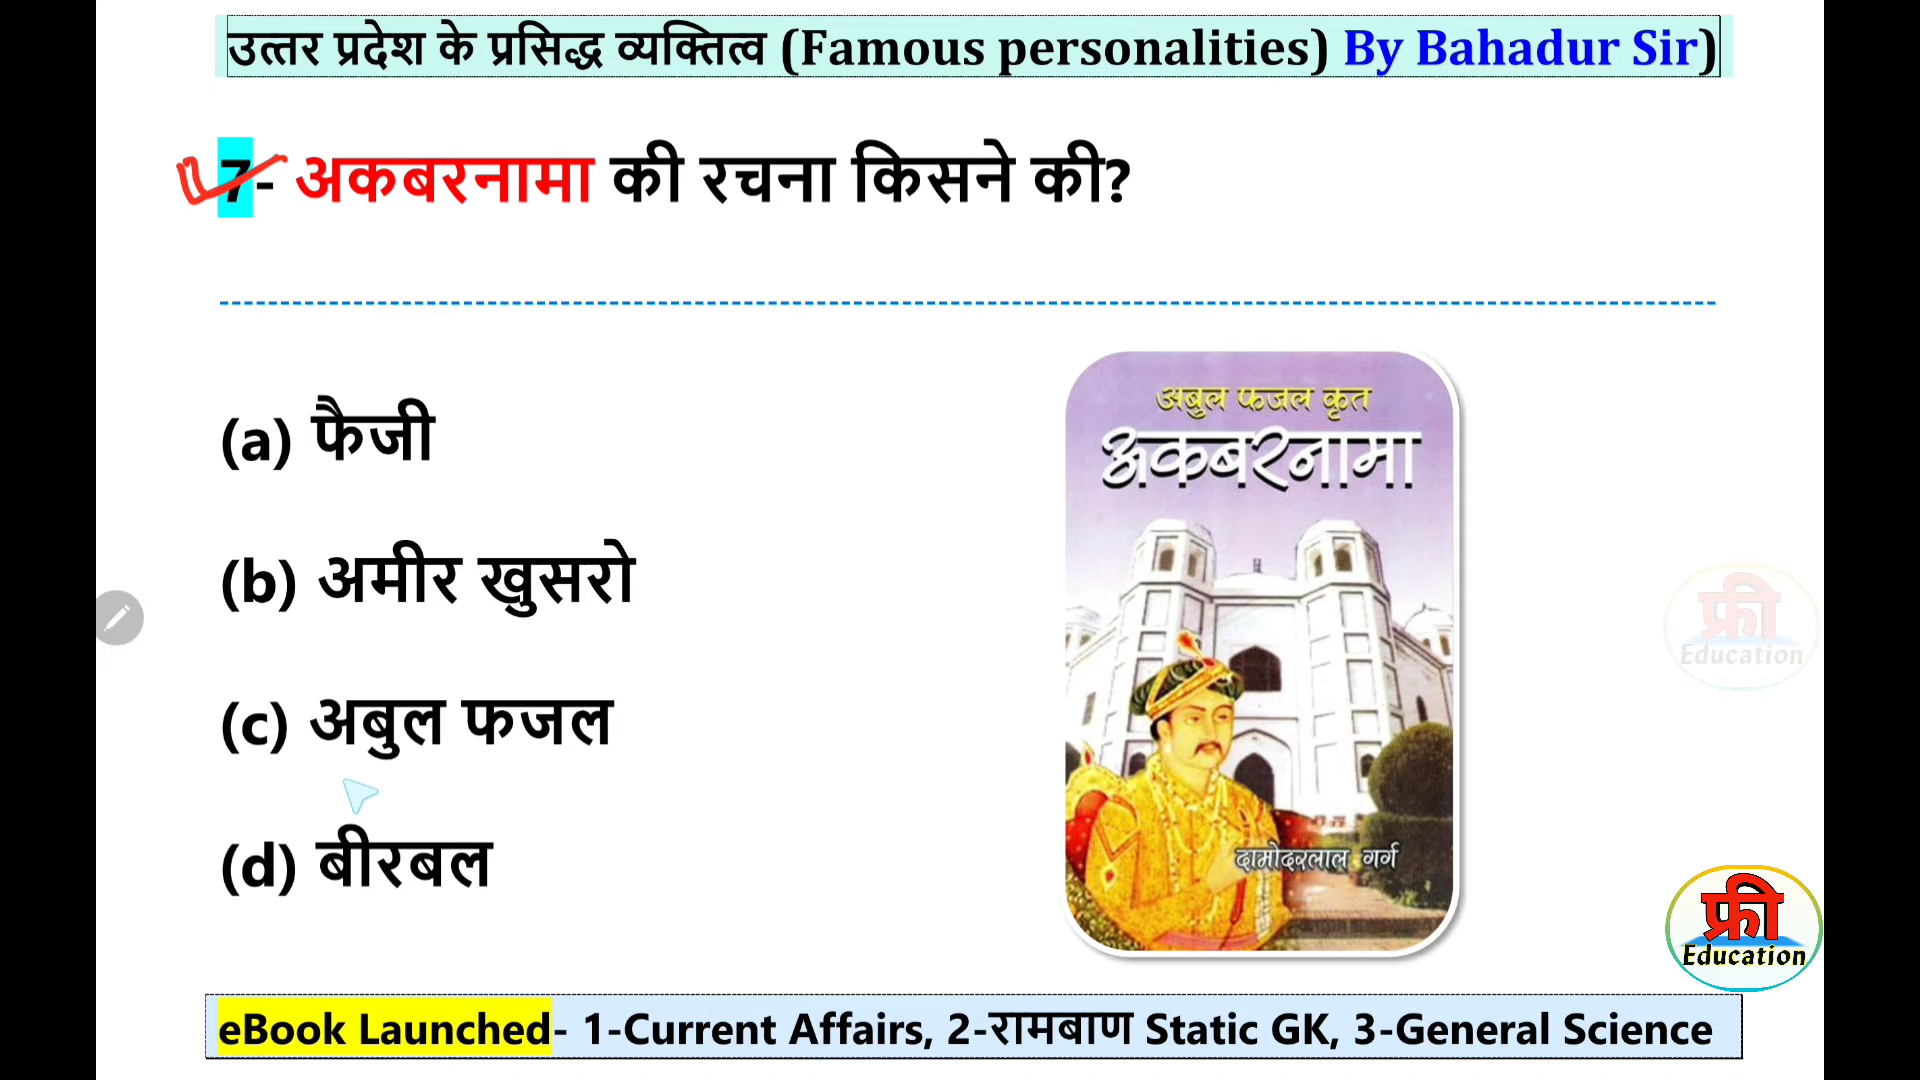 उत्तर प्रदेश के प्रसिद्ध व्यक्तित्व (Famous personalities) By Bahadur Sir)
7- अकबरनामा की रचना किसने की?
(a) फैजी
(b) अमीर खुसरो
(c) अबुल फजल
(d) बीरबल
अबुल फजल कृत
अकबरनामा
दामोदरलाल गर्ग
फ्री
Education
फ्री
Education
eBook Launched- 1-Current Affairs, 2-रामबाण Static GK, 3-General Science